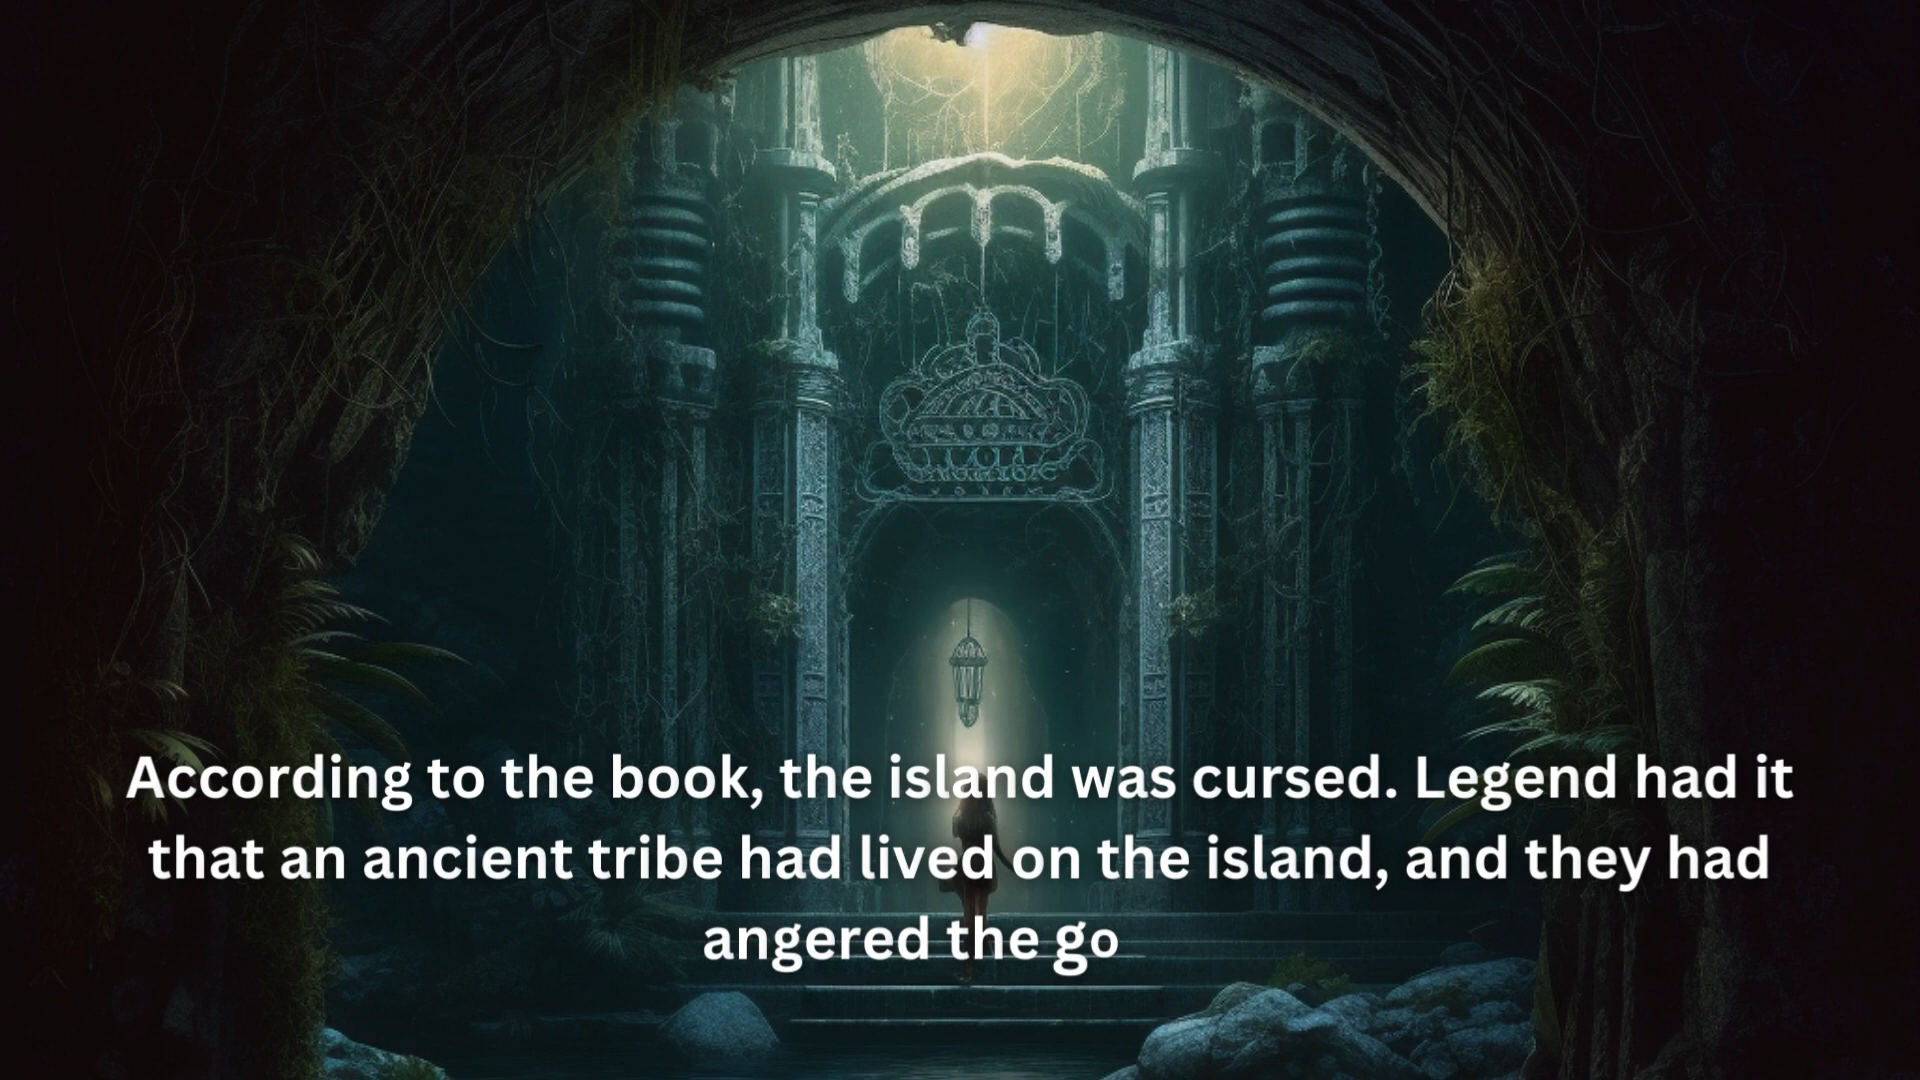 According to the book, the island was cursed. Legend had it
that an ancient tribe had lived on the island, and they had
angered the go